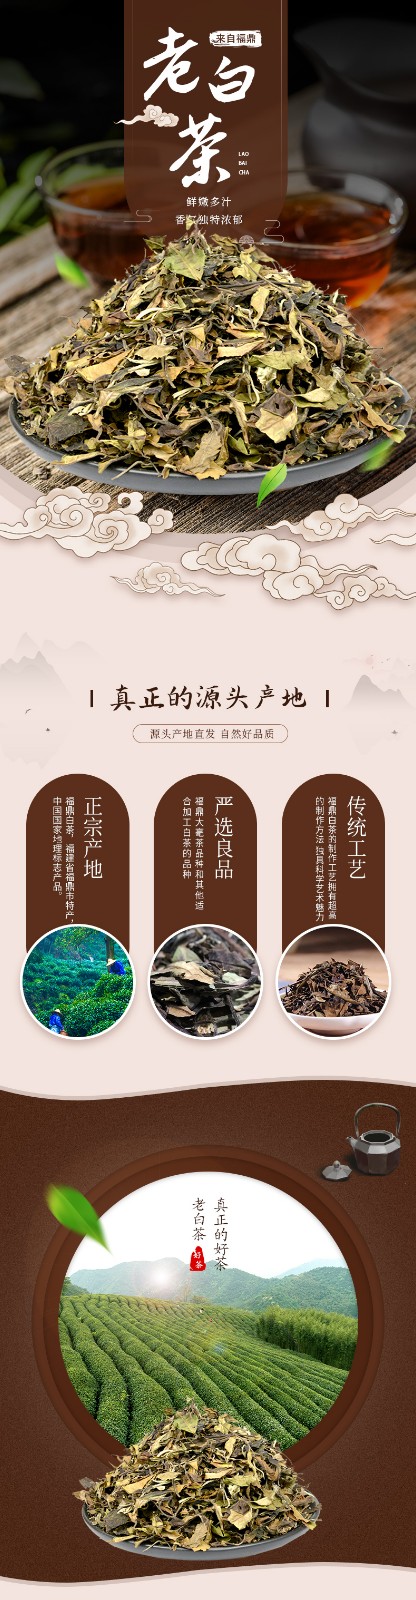 来自福鼎
老白茶
LAO
BAI
CHA
鲜嫩多汁
香气独特浓郁
真正的源头产地
源头产地直发 自然好品质
正宗产地
福鼎白茶，福建省福鼎市特产，
中国国家地理标志产品。
严选良品
福鼎大毫茶品种和其他适
合加工白茶的品种
传统工艺
福鼎白茶的制作工艺拥有超高
的制作方法 独具科学艺术魅力
真正的好茶
老白茶
好茶